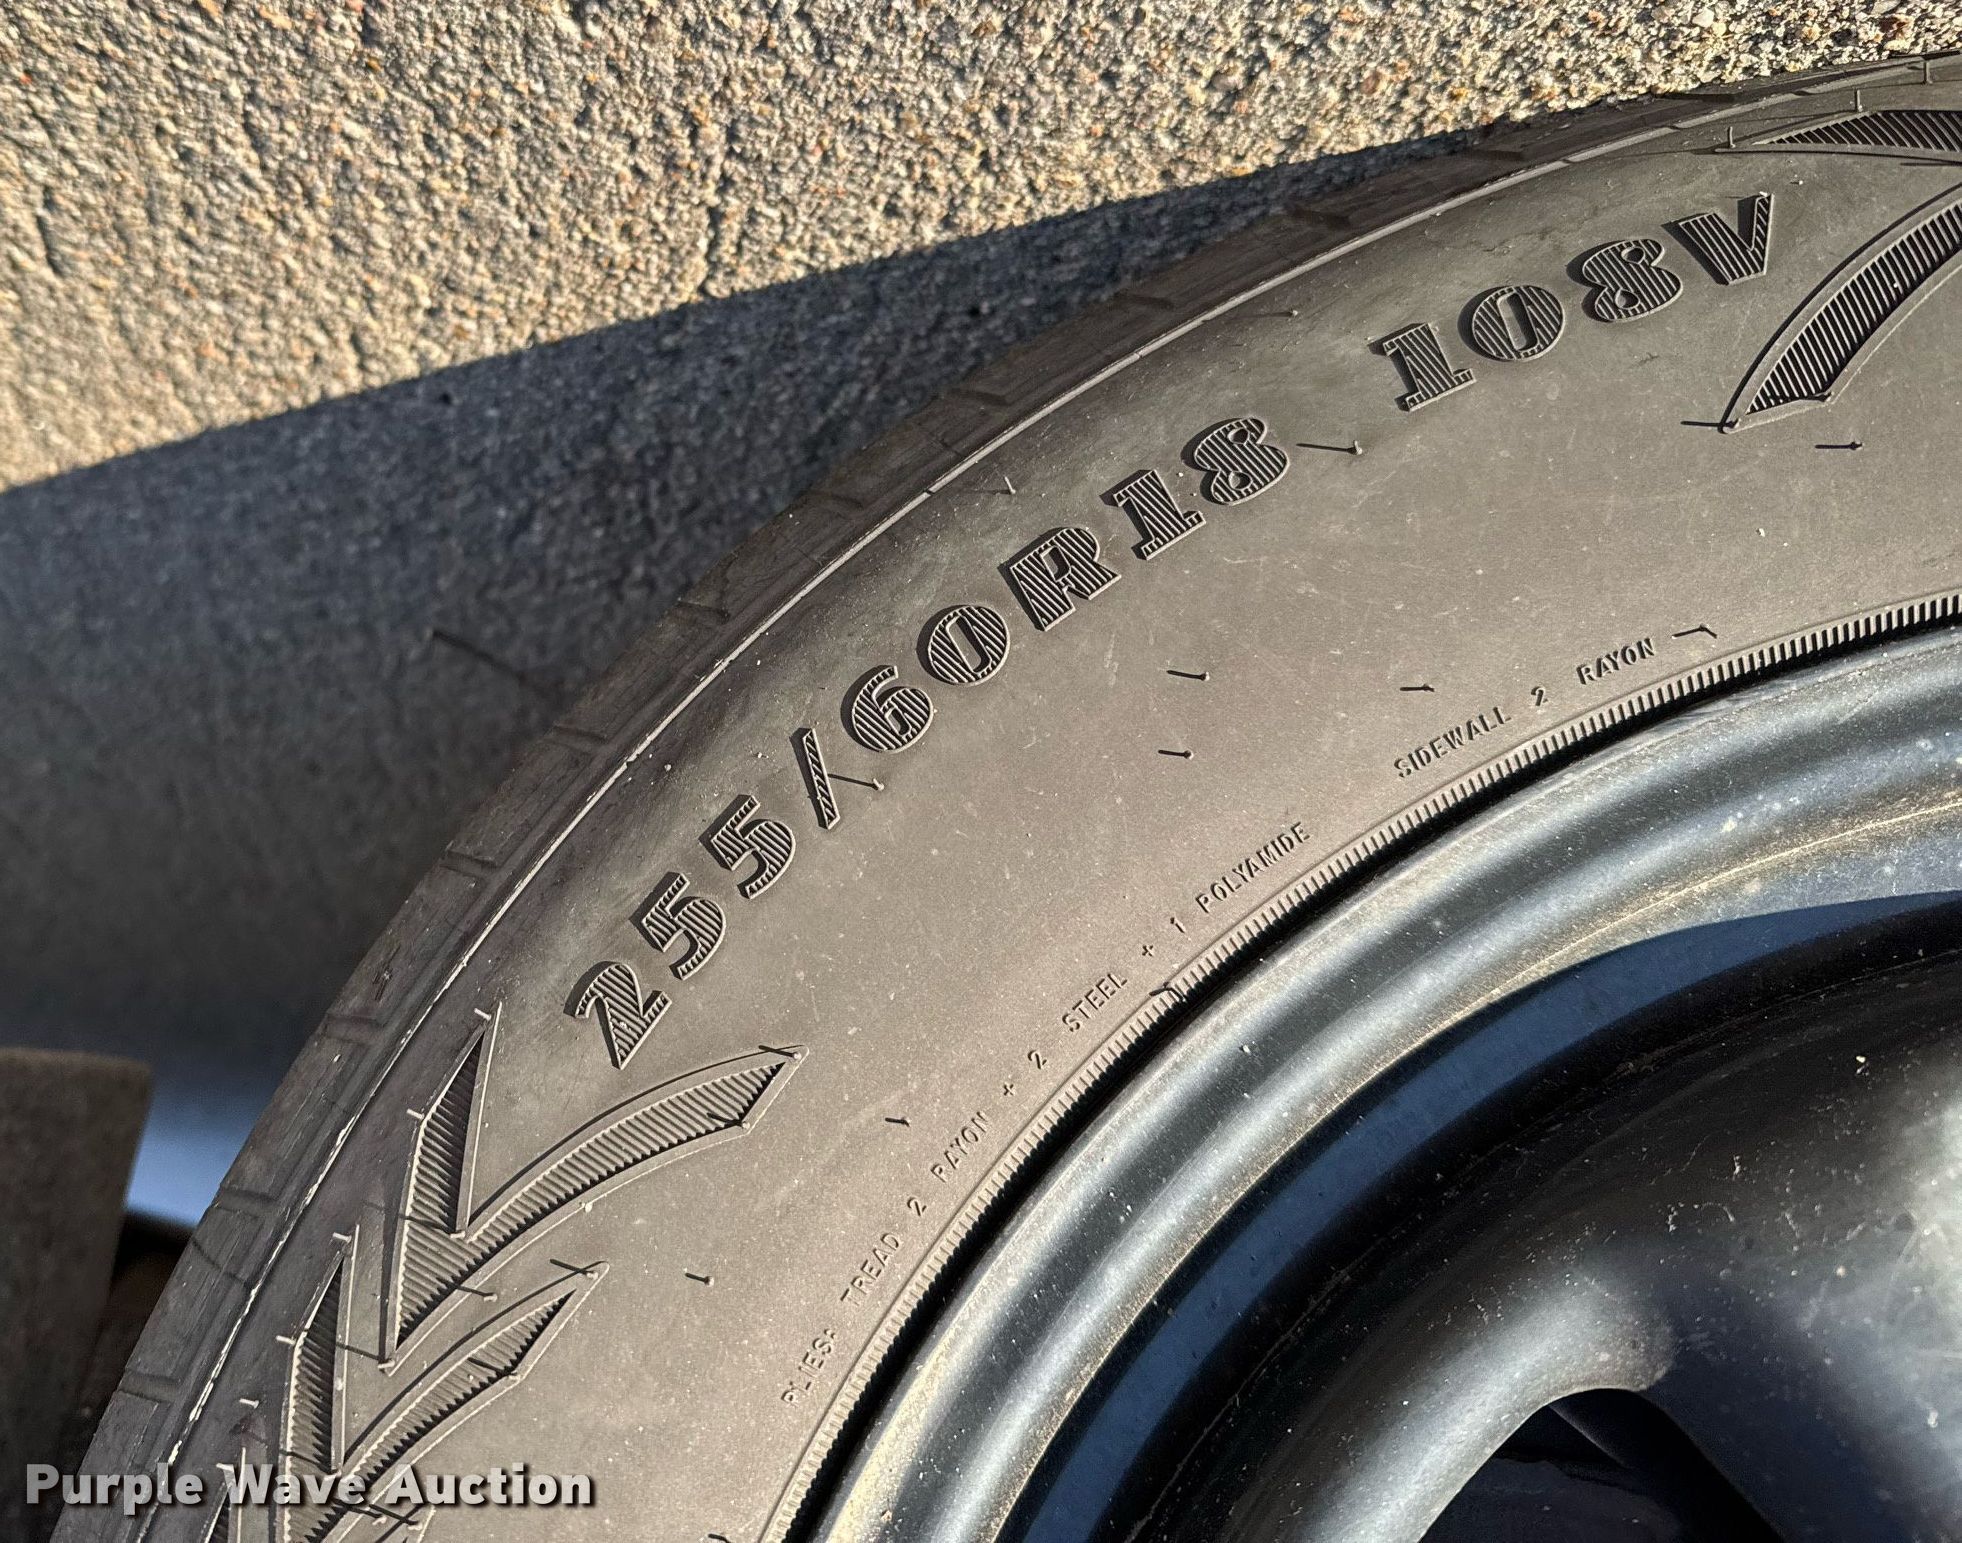 255/60R18 108V
PLIES: TREAD 2 RAYON + 2 STEEL + 1 POLYAMIDE SIDEWALL 2 RAYON
Purple Wave Auction